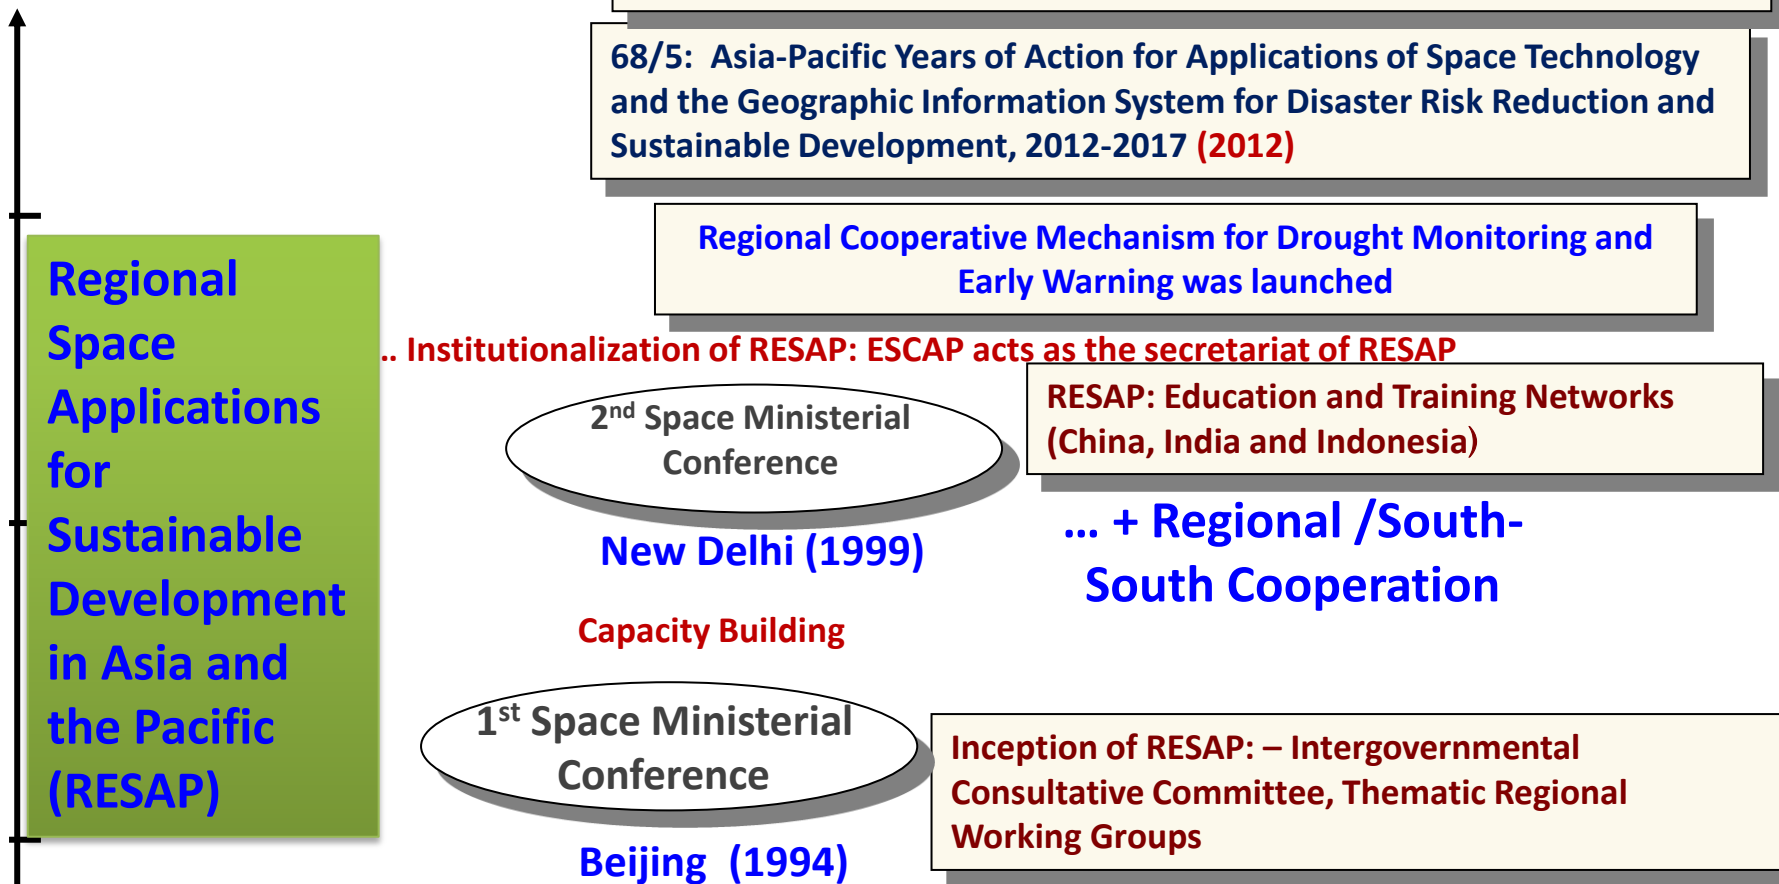 68/5: Asia-Pacific Years of Action for Applications of Space Technology
and the Geographic Information System for Disaster Risk Reduction and
Sustainable Development, 2012-2017 (2012)
Regional Cooperative Mechanism for Drought Monitoring and
Early Warning was launched
Regional
Space
Applications
for
Sustainable
Development
in Asia and
the Pacific
(RESAP)
.. Institutionalization of RESAP: ESCAP acts as the secretariat of RESAP
2nd Space Ministerial
Conference
New Delhi (1999)
RESAP: Education and Training Networks
(China, India and Indonesia)
... + Regional /South-
South Cooperation
Capacity Building
1st Space Ministerial
Conference
Beijing (1994)
Inception of RESAP: – Intergovernmental
Consultative Committee, Thematic Regional
Working Groups